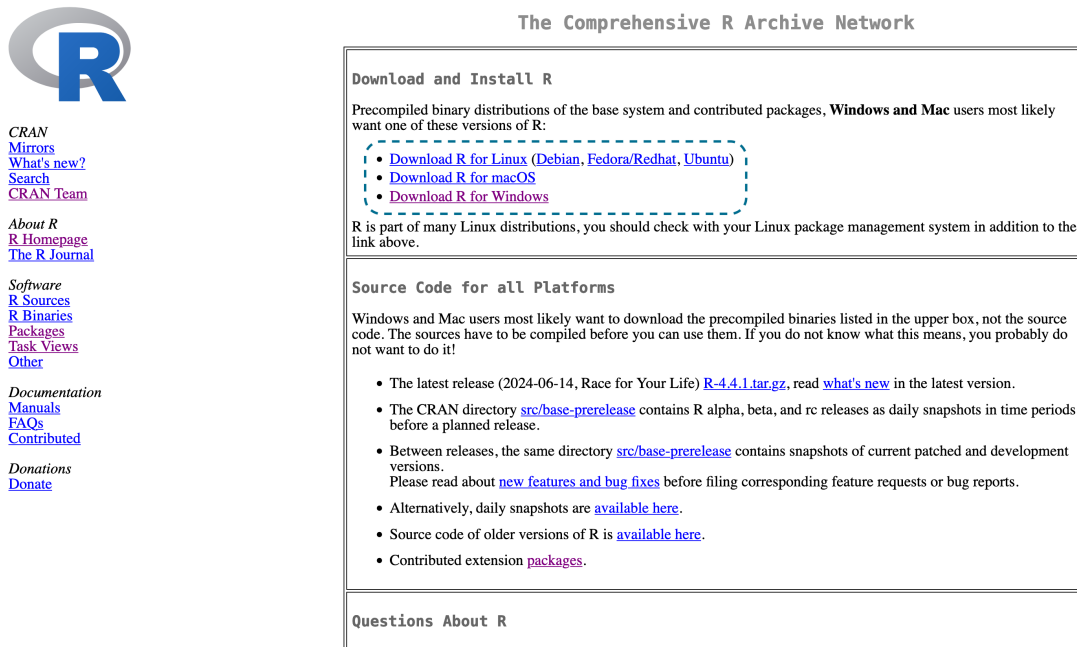 R
CRAN
Mirrors
What's new?
Search
CRAN Team
About R
R Homepage
The R Journal
Software
R Sources
R Binaries
Packages
Task Views
Other
Documentation
Manuals
FAQs
Contributed
Donations
Donate
The Comprehensive R Archive Network
Download and Install R
Precompiled binary distributions of the base system and contributed packages, Windows and Mac users most likely
want one of these versions of R:
• Download R for Linux (Debian, Fedora/Redhat, Ubuntu)
• Download R for macOS
• Download R for Windows
R is part of many Linux distributions, you should check with your Linux package management system in addition to the
link above.
Source Code for all Platforms
Windows and Mac users most likely want to download the precompiled binaries listed in the upper box, not the source
code. The sources have to be compiled before you can use them. If you do not know what this means, you probably do
not want to do it!
• The latest release (2024-06-14, Race for Your Life) R-4.4.1.tar.gz, read what's new in the latest version.
• The CRAN directory src/base-prerelease contains R alpha, beta, and rc releases as daily snapshots in time periods
before a planned release.
• Between releases, the same directory src/base-prerelease contains snapshots of current patched and development
versions.
Please read about new features and bug fixes before filing corresponding feature requests or bug reports.
• Alternatively, daily snapshots are available here.
• Source code of older versions of R is available here.
• Contributed extension packages.
Questions About R